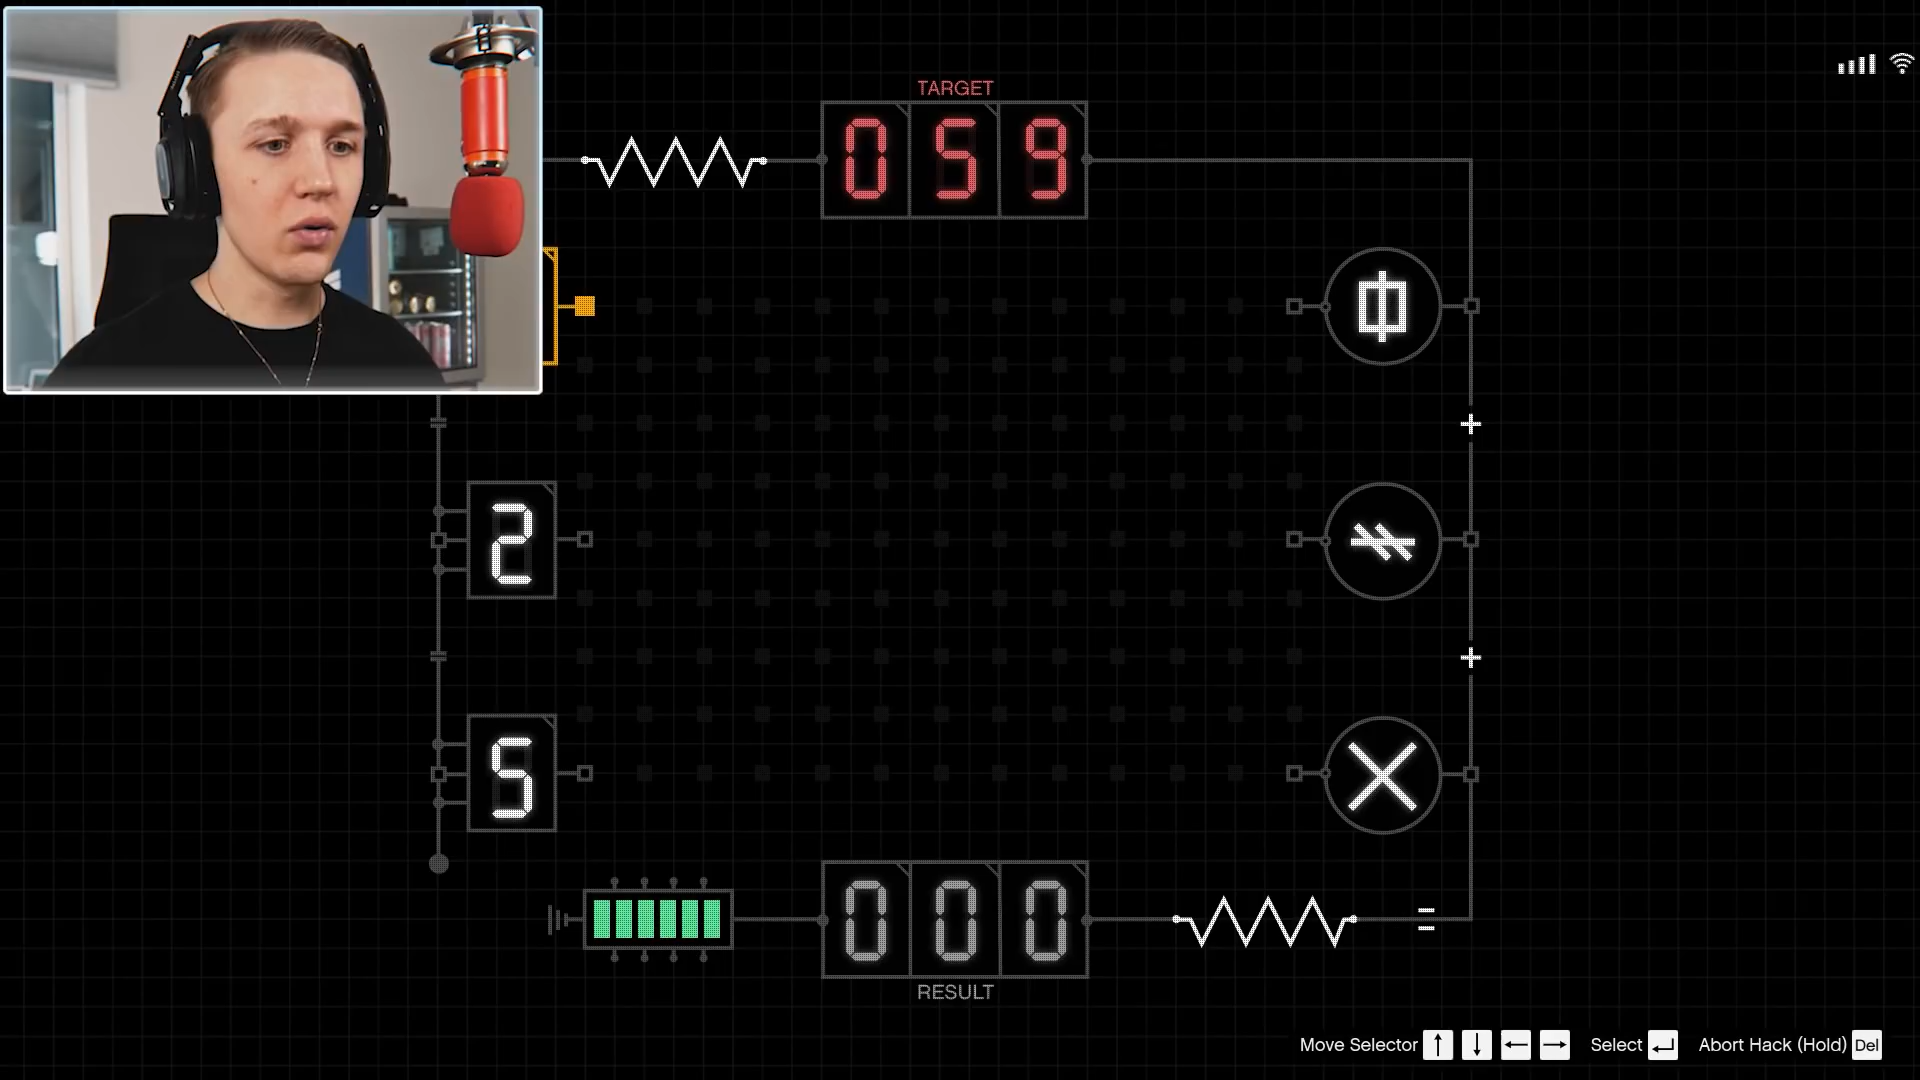 TARGET
059
+
2
+
5
=
000
RESULT
Move Selector ↑ ↓ ← → Select ↵ Abort Hack (Hold) Del